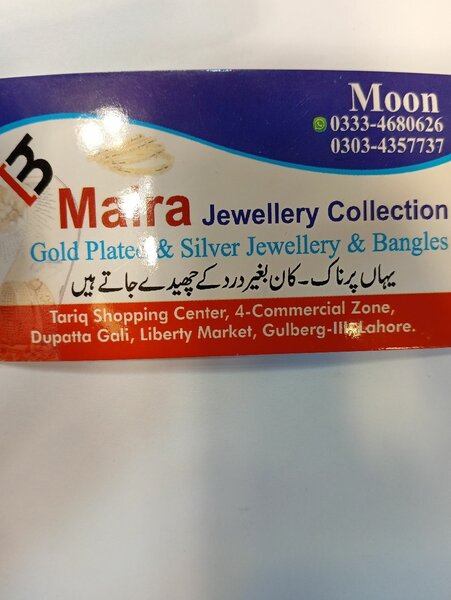 Moon
0333-4680626
0303-4357737
Maira Jewellery Collection
Gold Plated & Silver Jewellery & Bangles
یہاں پر ناک - کان بغیر درد کے چھیدے جاتے ہیں
Tariq Shopping Center, 4-Commercial Zone,
Dupatta Gali, Liberty Market, Gulberg-III, Lahore.